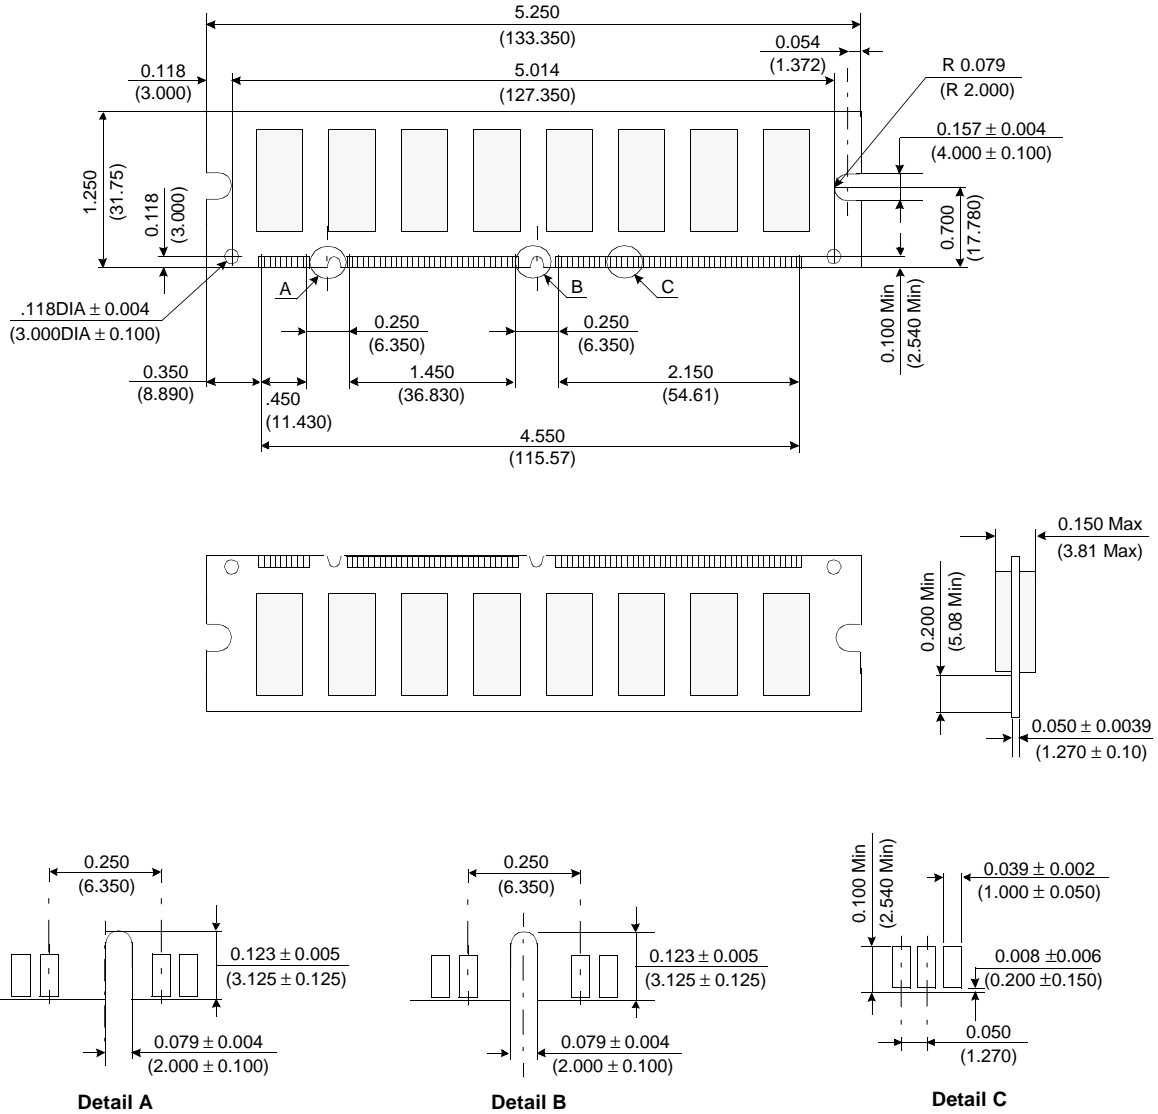 5.250
(133.350)
0.054
(1.372)
0.118
(3.000)
5.014
(127.350)
R 0.079
(R 2.000)
0.157 ± 0.004
(4.000 ± 0.100)
1.250
(31.75)
0.118
(3.000)
0.700
(17.780)
A
B
C
.118DIA ± 0.004
(3.000DIA ± 0.100)
0.250
(6.350)
0.250
(6.350)
0.100 Min
(2.540 Min)
0.350
(8.890)
.450
(11.430)
1.450
(36.830)
2.150
(54.61)
4.550
(115.57)
0.150 Max
(3.81 Max)
0.200 Min
(5.08 Min)
0.050 ± 0.0039
(1.270 ± 0.10)
0.250
(6.350)
0.123 ± 0.005
(3.125 ± 0.125)
0.079 ± 0.004
(2.000 ± 0.100)
Detail A
0.250
(6.350)
0.123 ± 0.005
(3.125 ± 0.125)
0.079 ± 0.004
(2.000 ± 0.100)
Detail B
0.100 Min
(2.540 Min)
0.039 ± 0.002
(1.000 ± 0.050)
0.008 ±0.006
(0.200 ±0.150)
0.050
(1.270)
Detail C